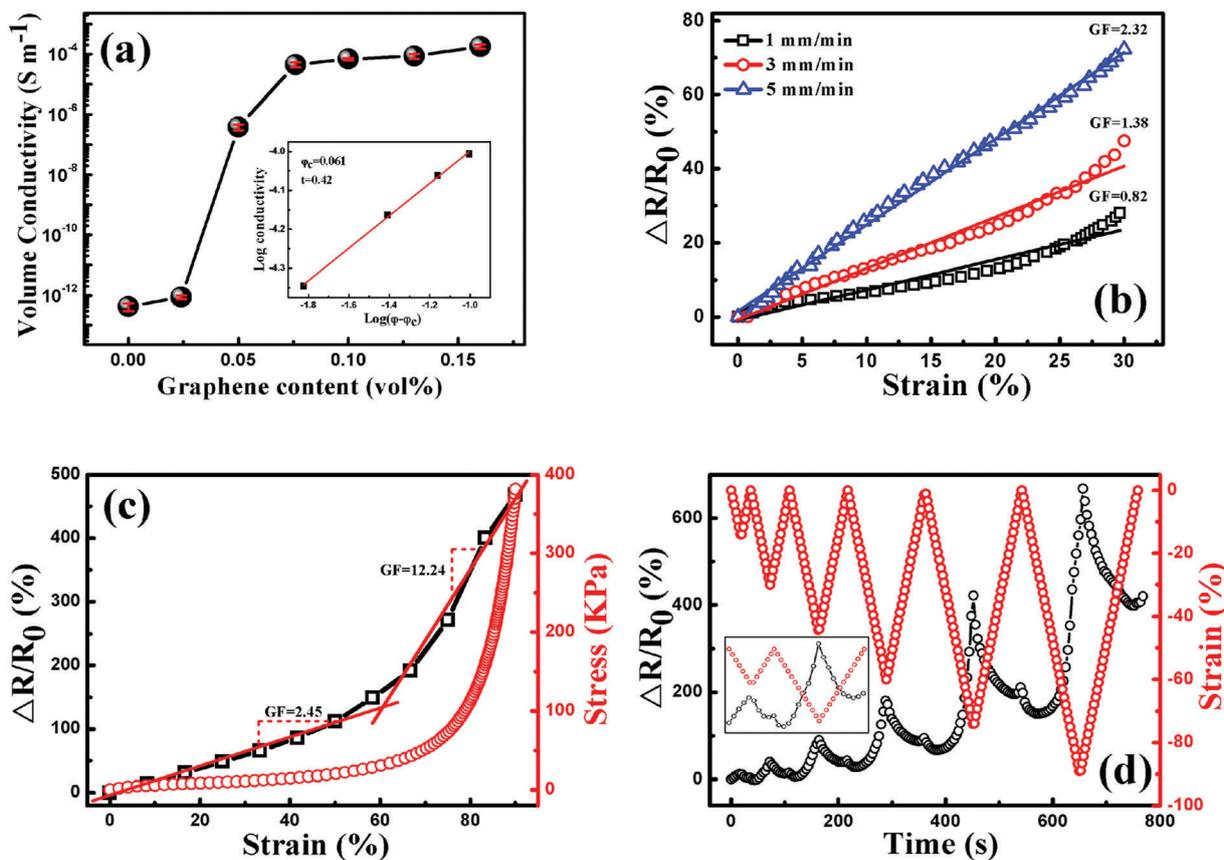 (a)
Volume Conductivity (S m⁻¹)
10⁻⁴
10⁻⁶
10⁻⁸
10⁻¹⁰
10⁻¹²
0.00 0.05 0.10 0.15
Graphene content (vol%)
φc=0.061
t=0.42
Log conductivity
-4.0
-4.1
-4.2
-4.3
-1.8 -1.6 -1.4 -1.2 -1.0
Log(φ-φc)
(b)
1 mm/min
3 mm/min
5 mm/min
GF=2.32
GF=1.38
GF=0.82
△R/R0 (%)
80
60
40
20
0
0 5 10 15 20 25 30
Strain (%)
(c)
△R/R0 (%)
500
400
300
200
100
0
GF=12.24
GF=2.45
0 20 40 60 80
Strain (%)
400
300
200
100
0
Stress (KPa)
(d)
△R/R0 (%)
600
400
200
0
0 200 400 600 800
Time (s)
0
-20
-40
-60
-80
-100
Strain (%)